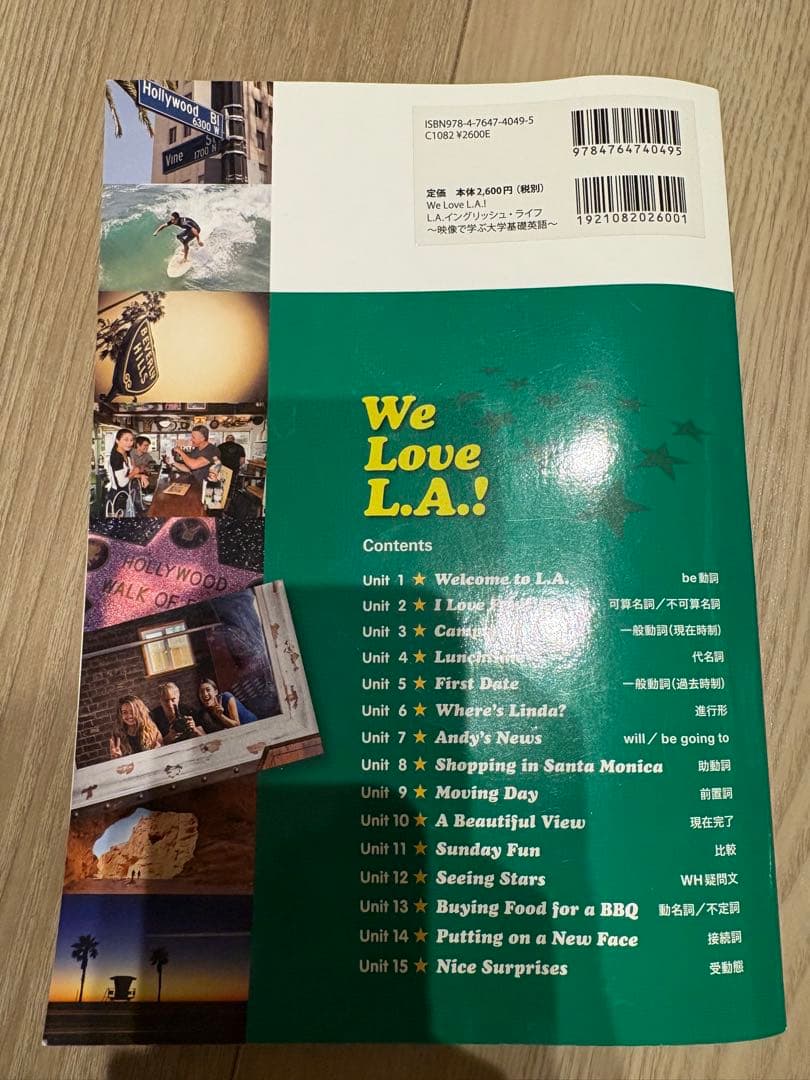 Hollywood Bl
6300 W
Vine St
1700 N
ISBN978-4-7647-4049-5
C1082 ¥2600E
9784764740495
定価 本体2,600円(税別)
We Love L.A.!
L.A.イングリッシュ・ライフ
～映像で学ぶ大学基礎英語～
1921082026001
BEVERLY HILLS
HOLLYWOOD
WALK OF
We
Love
L.A.!
Contents
Unit 1 ★ Welcome to L.A. be動詞
Unit 2 ★ I Love 可算名詞／不可算名詞
Unit 3 ★ 一般動詞(現在時制)
Unit 4 ★ 代名詞
Unit 5 ★ First Date 一般動詞(過去時制)
Unit 6 ★ Where's Linda? 進行形
Unit 7 ★ Andy's News will／be going to
Unit 8 ★ Shopping in Santa Monica 助動詞
Unit 9 ★ Moving Day 前置詞
Unit 10 ★ A Beautiful View 現在完了
Unit 11 ★ Sunday Fun 比較
Unit 12 ★ Seeing Stars WH疑問文
Unit 13 ★ Buying Food for a BBQ 動名詞／不定詞
Unit 14 ★ Putting on a New Face 接続詞
Unit 15 ★ Nice Surprises 受動態